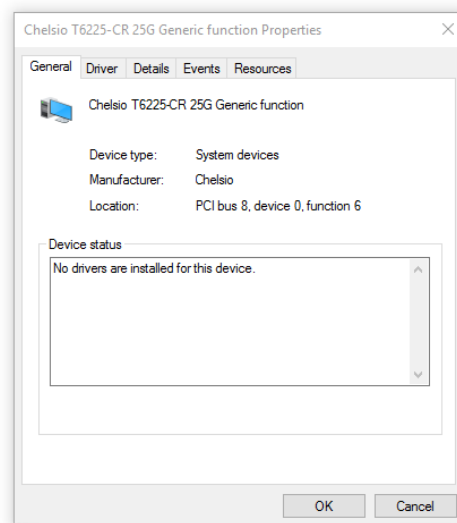 Chelsio T6225-CR 25G Generic function Properties
General Driver Details Events Resources
Chelsio T6225-CR 25G Generic function
Device type: System devices
Manufacturer: Chelsio
Location: PCI bus 8, device 0, function 6
Device status
No drivers are installed for this device.
OK Cancel